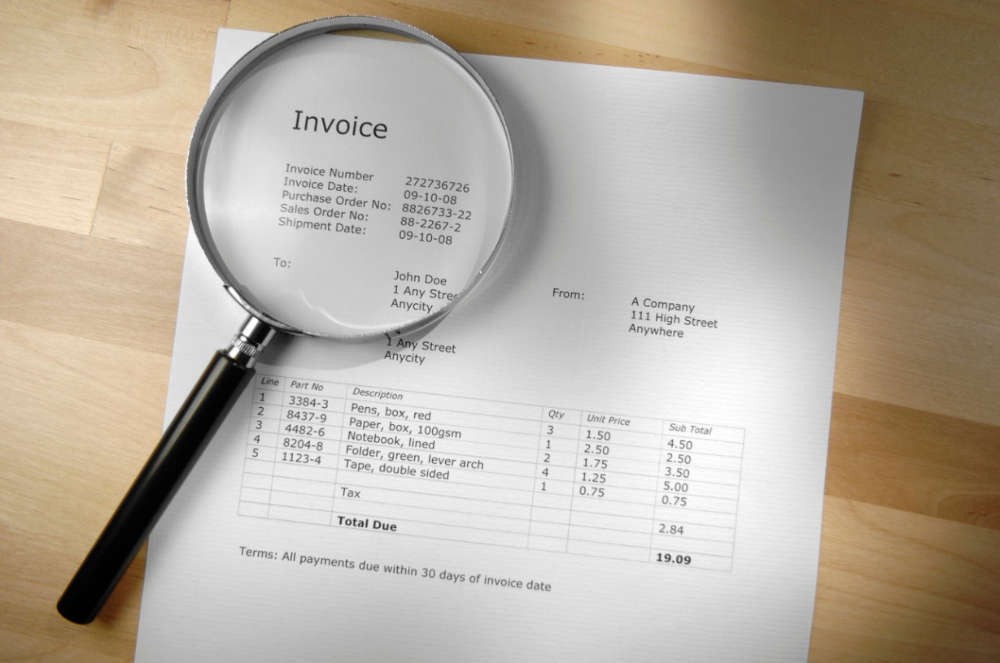 Invoice
Invoice Number 272736726
Invoice Date: 09-10-08
Purchase Order No: 8826733-22
Sales Order No: 88-2267-2
Shipment Date: 09-10-08
To:
John Doe
1 Any Stree
Anycity
1 Any Street
Anycity
From:
A Company
111 High Street
Anywhere
Line Part No Description Qty Unit Price Sub Total
1 3384-3 Pens, box, red 3 1.50 4.50
2 8437-9 Paper, box, 100gsm 1 2.50 2.50
3 4482-6 Notebook, lined 2 1.75 3.50
4 8204-8 Folder, green, lever arch 4 1.25 5.00
5 1123-4 Tape, double sided 1 0.75 0.75
Tax 2.84
Total Due 19.09
Terms: All payments due within 30 days of invoice date